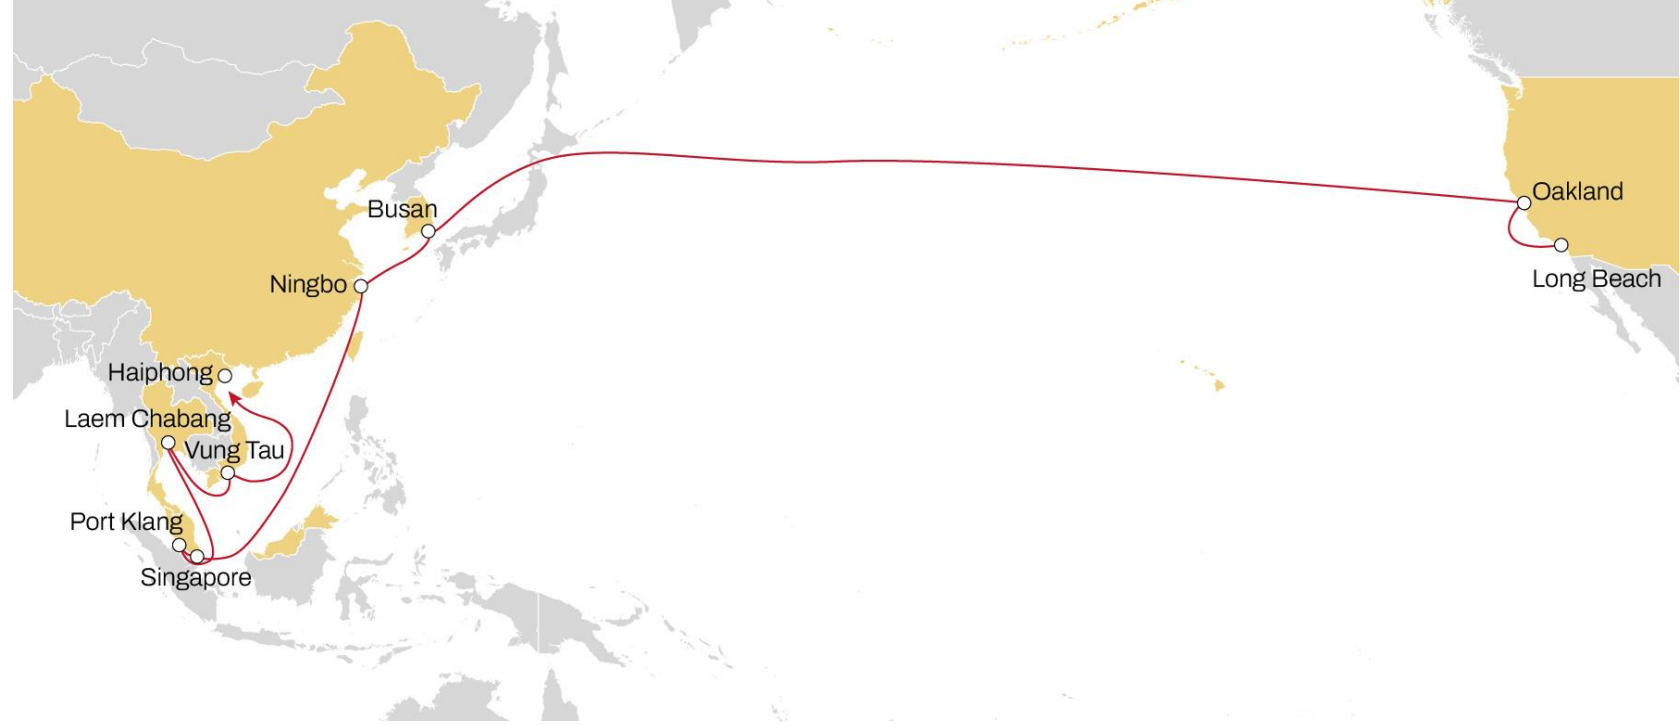 Oakland
Busan
Long Beach
Ningbo
Haiphong
Laem Chabang
Vung Tau
Port Klang
Singapore